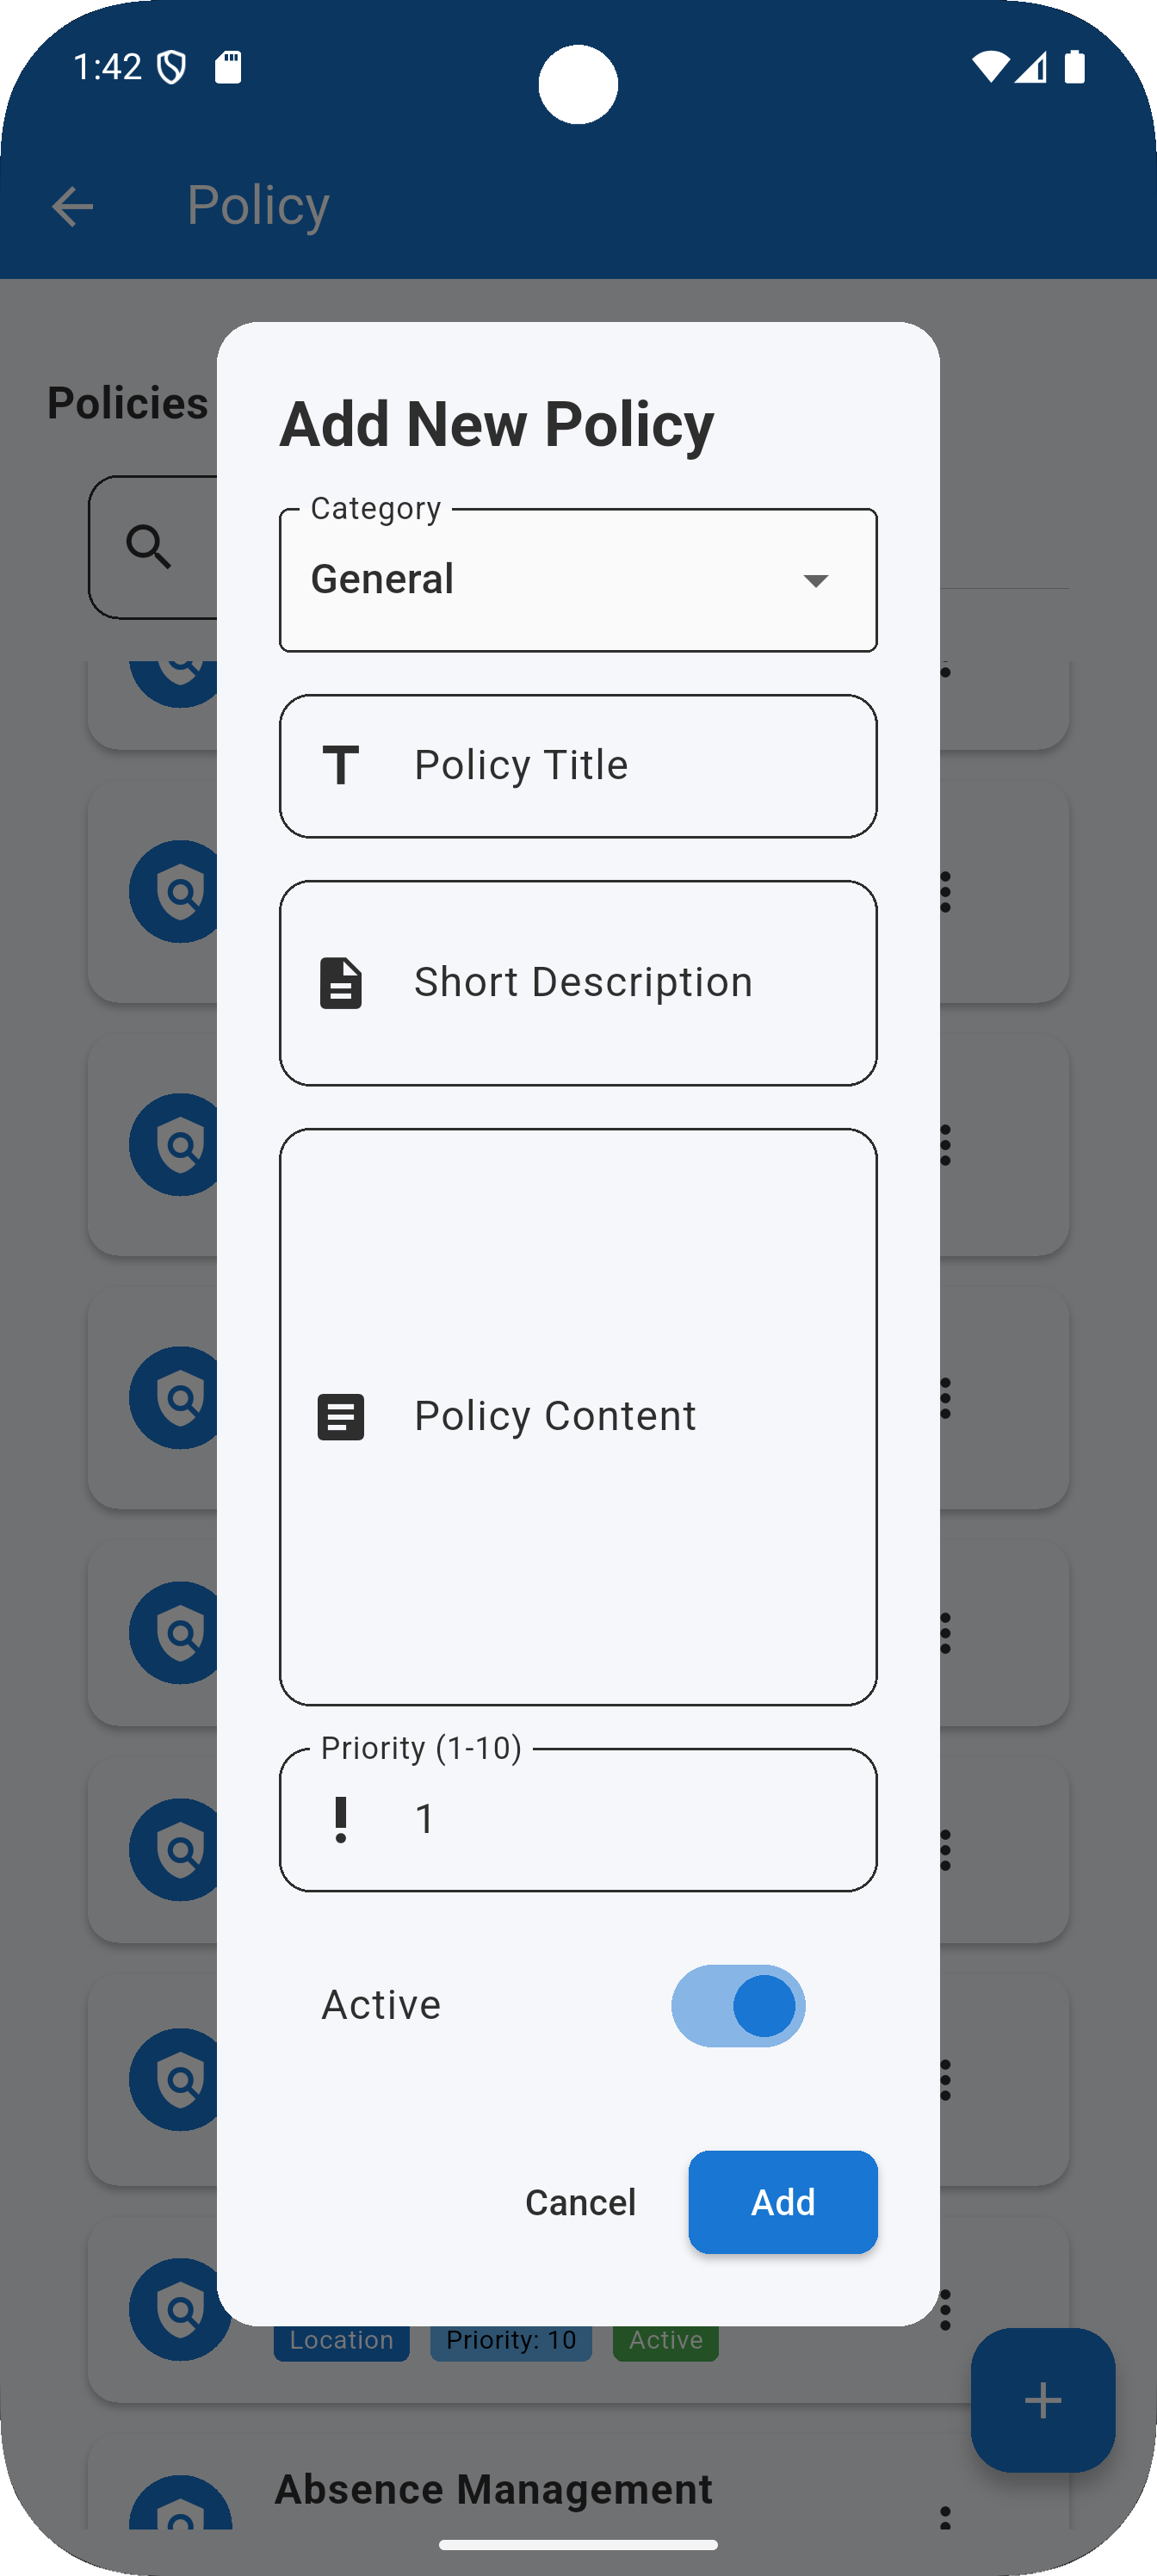 1:42
Policy
Policies
Add New Policy
Category
General
Policy Title
Short Description
Policy Content
Priority (1-10)
1
Active
Cancel
Add
Location
Priority: 10
Active
Absence Management